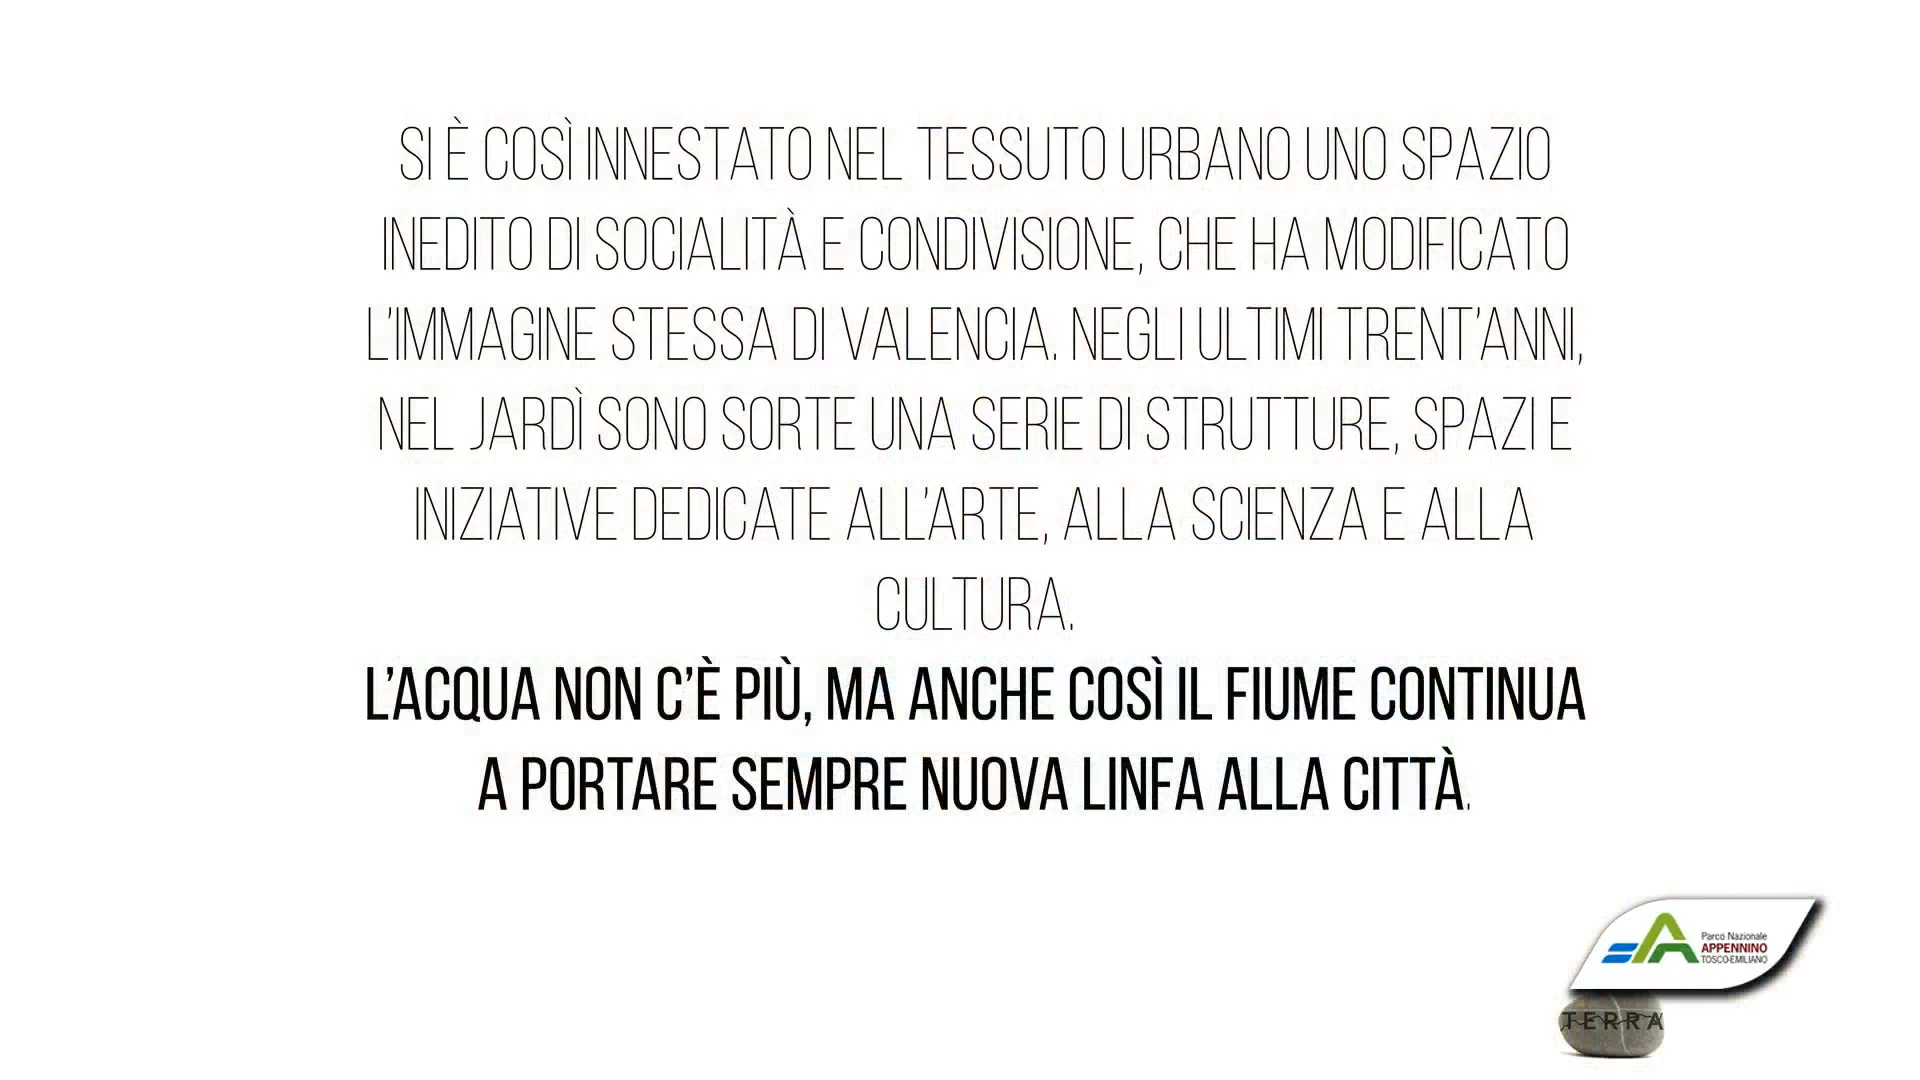 SI È COSÌ INNESTATO NEL TESSUTO URBANO UNO SPAZIO
INEDITO DI SOCIALITÀ E CONDIVISIONE, CHE HA MODIFICATO
L'IMMAGINE STESSA DI VALENCIA. NEGLI ULTIMI TRENT'ANNI,
NEL JARDÌ SONO SORTE UNA SERIE DI STRUTTURE, SPAZI E
INIZIATIVE DEDICATE ALL'ARTE, ALLA SCIENZA E ALLA
CULTURA.
L'ACQUA NON C'È PIÙ, MA ANCHE COSÌ IL FIUME CONTINUA
A PORTARE SEMPRE NUOVA LINFA ALLA CITTÀ.
Parco Nazionale
APPENNINO
TOSCO-EMILIANO
TERRA